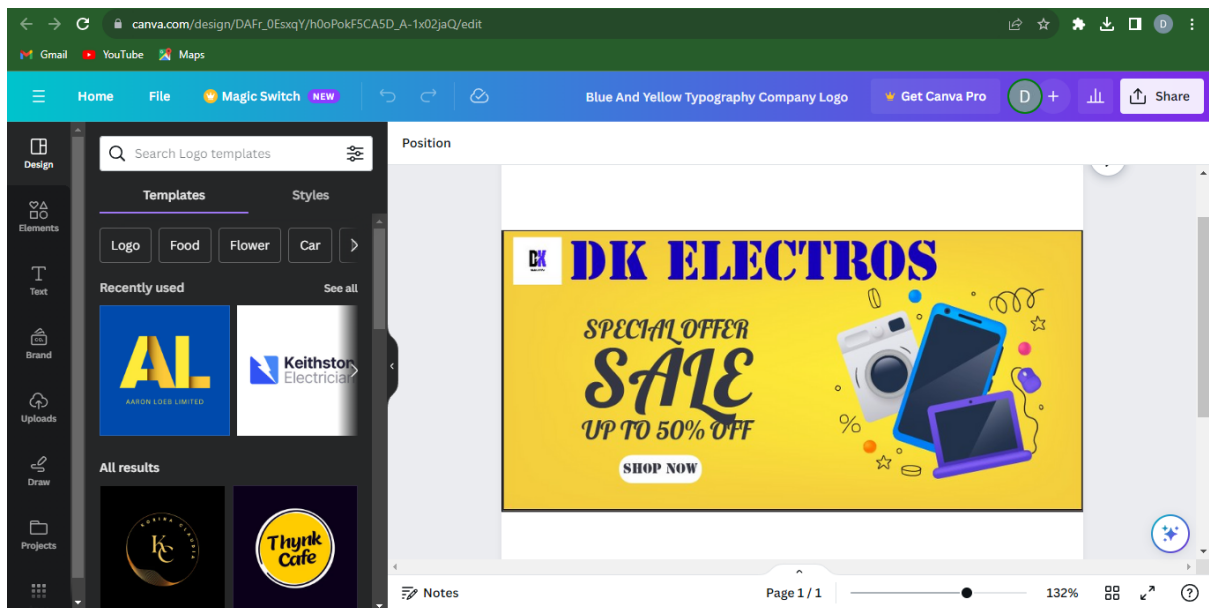 canva.com/design/DAFr_0EsxqY/h0oPokF5CA5D_A-1x02jaQ/edit
D
Gmail YouTube Maps
Home File Magic Switch NEW Blue And Yellow Typography Company Logo Get Canva Pro D + Share
Design
Elements
Text
Brand
Uploads
Draw
Projects
Search Logo templates
Templates Styles
Logo Food Flower Car
Recently used See all
AL
AARON LOEB LIMITED
Keithston
Electrician
All results
KORINA CLAUDIA
KC
Thynk
Cafe
Position
DK
DK ELECTROS
SPECIAL OFFER
SALE
UP TO 50% OFF
SHOP NOW
%
Notes Page 1 / 1 132%